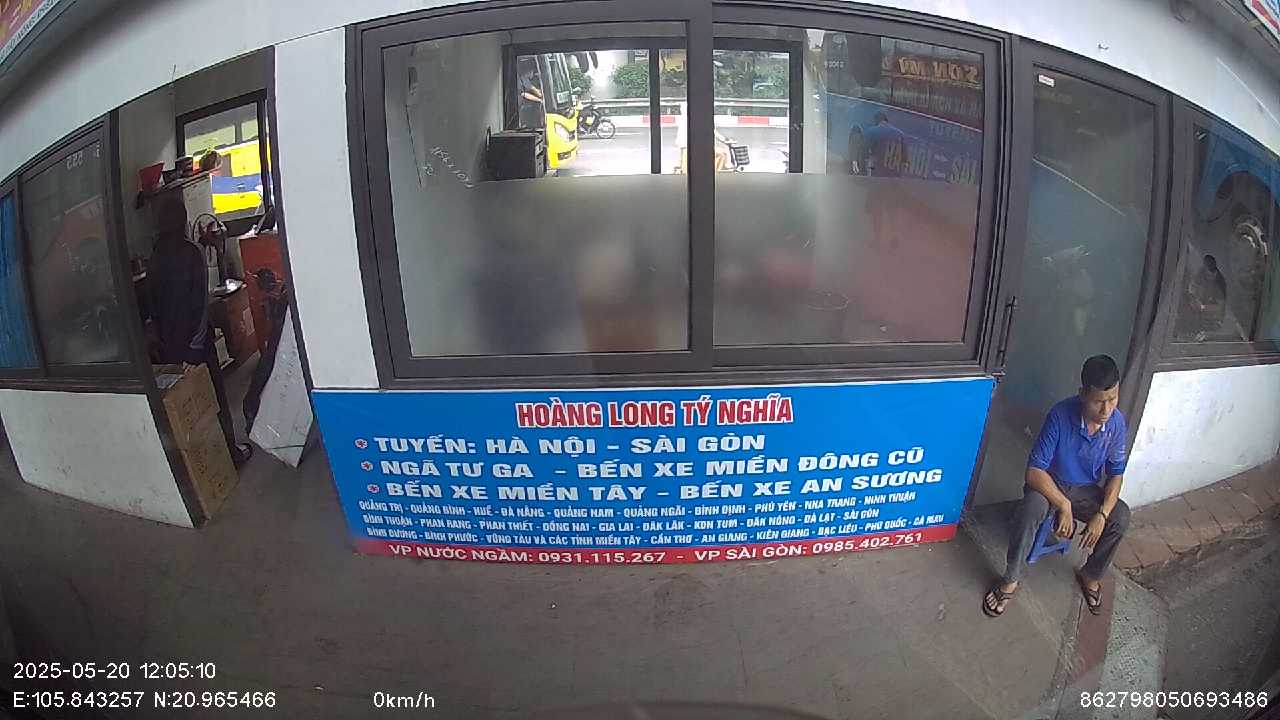 HOÀNG LONG TÝ NGHĨA
TUYẾN: HÀ NỘI - SÀI GÒN
NGÃ TƯ GA - BẾN XE MIỀN ĐÔNG CŨ
BẾN XE MIỀN TÂY - BẾN XE AN SƯƠNG
QUẢNG TRỊ - QUẢNG BÌNH - HUẾ - ĐÀ NẴNG - QUẢNG NAM - QUẢNG NGÃI - BÌNH ĐỊNH - PHÚ YÊN - NHA TRANG - NINH THUẬN
BÌNH THUẬN - PHAN RANG - PHAN THIẾT - ĐỒNG NAI - GIA LAI - ĐĂK LĂK - KON TUM - ĐĂK NÔNG - ĐÀ LẠT - SÀI GÒN
BÌNH DƯƠNG - BÌNH PHƯỚC - VŨNG TÀU VÀ CÁC TỈNH MIỀN TÂY - CẦN THƠ - AN GIANG - KIÊN GIANG - BẠC LIÊU - PHÚ QUỐC - CÀ MAU
VP NƯỚC NGẦM: 0931.115.267 - VP SÀI GÒN: 0985.402.761
2025-05-20 12:05:10
E:105.843257 N:20.965466 0km/h 862798050693486